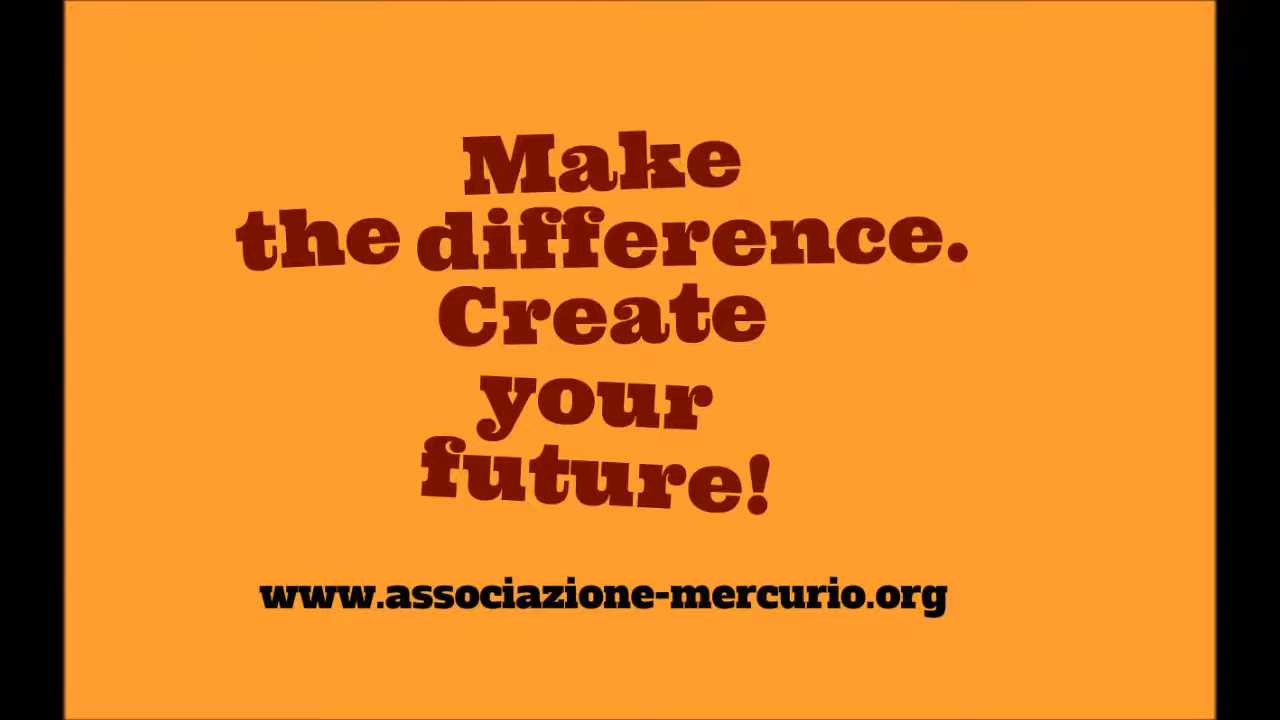 Make
the difference.
Create
your
future!
www.associazione-mercurio.org